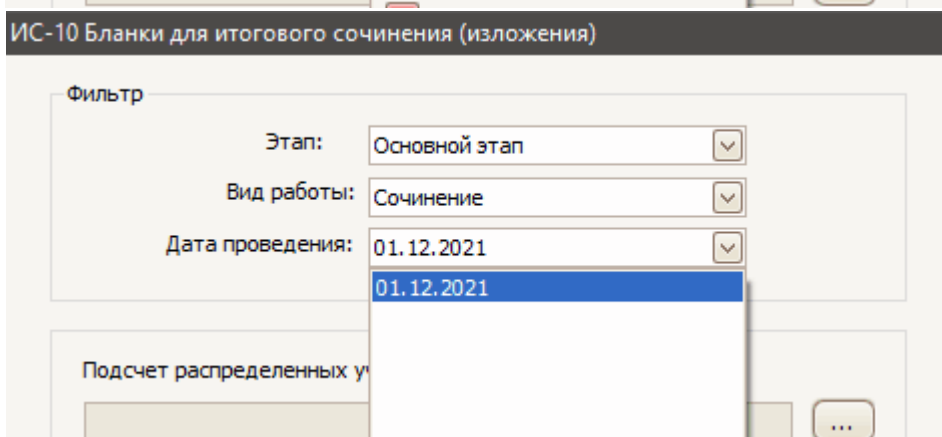 ИС-10 Бланки для итогового сочинения (изложения)
Фильтр
Этап: Основной этап
Вид работы: Сочинение
Дата проведения: 01.12.2021
01.12.2021
Подсчет распределенных
...